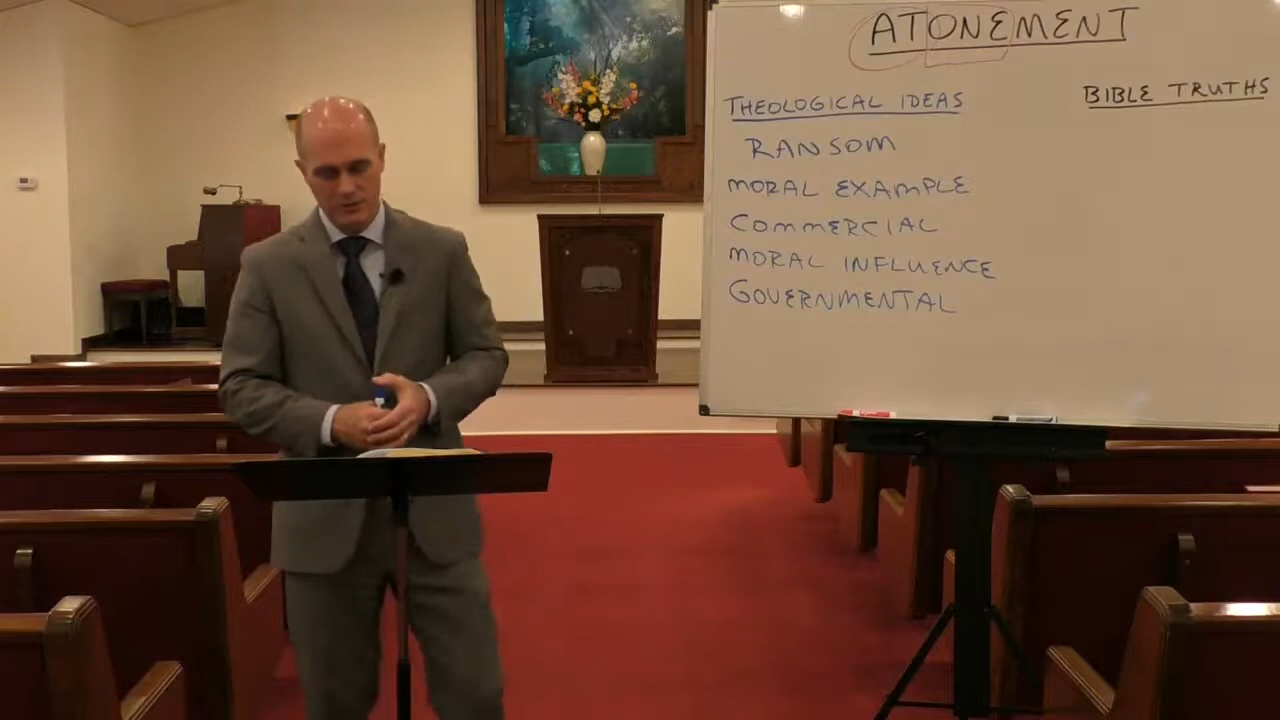 ATONEMENT
THEOLOGICAL IDEAS
BIBLE TRUTHS
RANSOM
MORAL EXAMPLE
COMMERCIAL
MORAL INFLUENCE
GOVERNMENTAL